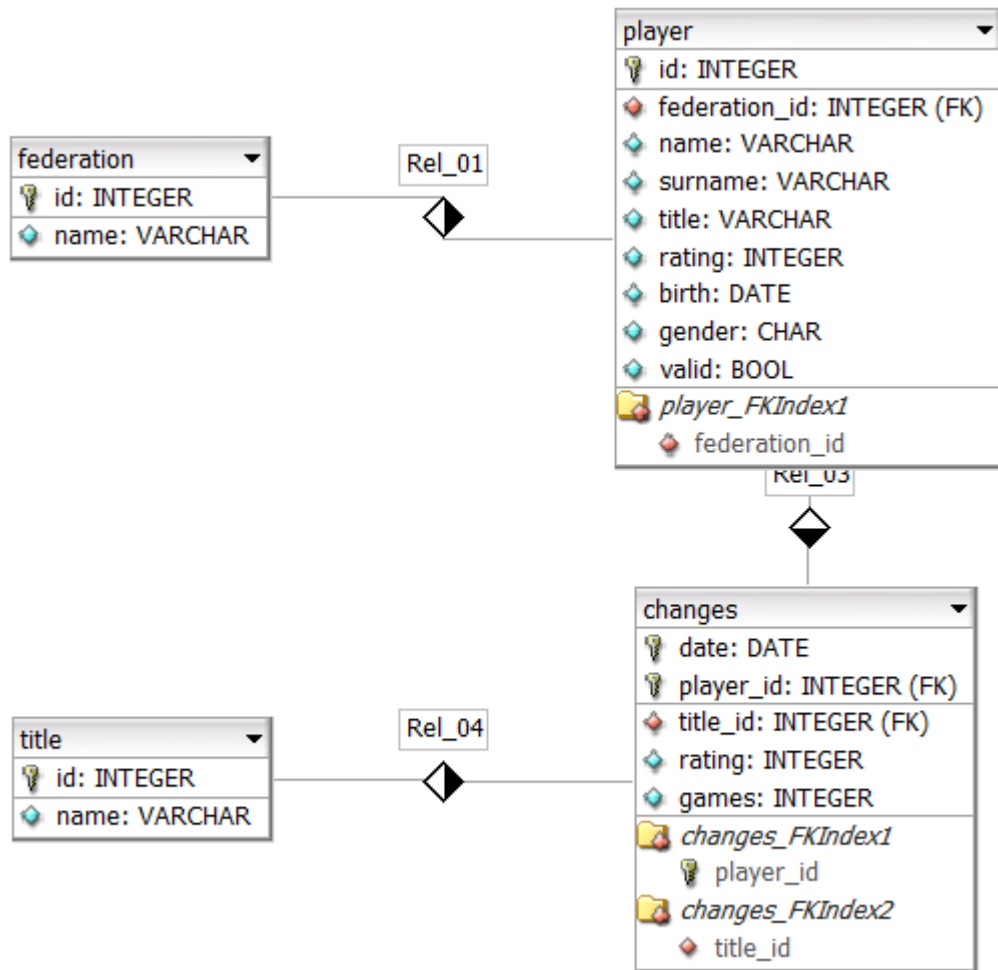 player
id: INTEGER
federation_id: INTEGER (FK)
name: VARCHAR
surname: VARCHAR
title: VARCHAR
rating: INTEGER
birth: DATE
gender: CHAR
valid: BOOL
player_FKIndex1
federation_id
federation
id: INTEGER
name: VARCHAR
Rel_01
Rel_03
changes
date: DATE
player_id: INTEGER (FK)
title_id: INTEGER (FK)
rating: INTEGER
games: INTEGER
changes_FKIndex1
player_id
changes_FKIndex2
title_id
title
id: INTEGER
name: VARCHAR
Rel_04